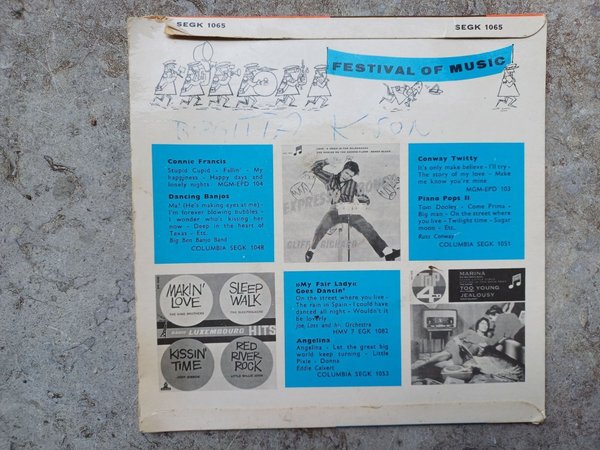 SEGK 1065
SEGK 1065
FESTIVAL OF MUSIC
K-SON
Connie Francis
Stupid Cupid - Fallin' - My
happiness - Happy days and
lonely nights MGM-EPD 104
Dancing Banjos
Ma! (He's making eyes at me) -
I'm forever blowing bubbles -
I wonder who's kissing her
now - Deep in the heart of
Texas - Etc.
Big Ben Banjo Band
COLUMBIA SEGK 1048
EXPRESSO BONGO
CLIFF RICHARD
Conway Twitty
It's only make believe - I'll try -
The story of my love - Make
me know you're mine
MGM-EPD 103
Piano Pops II
Tom Dooley - Come Prima -
Big man - On the street where
you live - Twilight time - Sugar
moon - Etc.
Russ Conway
COLUMBIA SEGK 1051
MAKIN' LOVE
SLEEP WALK
RADIO LUXEMBOURG HITS
KISSIN' TIME
RED RIVER ROCK
»My Fair Lady«
Goes Dancin'
On the street where you live -
The rain in Spain - I could have
danced all night - Wouldn't it
be loverly
Joe Loss and his Orchestra
HMV 7 EGK 1082
Angelina
Angelina - Let the great big
world keep turning - Little
Pixie - Donna
Eddie Calvert
COLUMBIA SEGK 1053
TOP 4
MARINA
TOO YOUNG
JEALOUSY